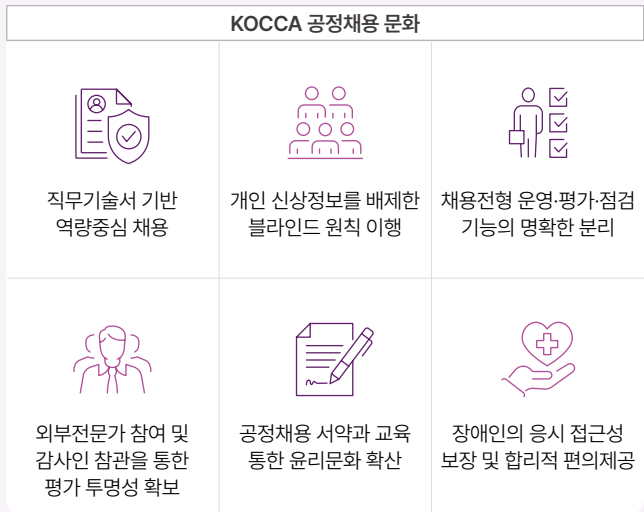 KOCCA 공정채용 문화
직무기술서 기반
역량중심 채용
개인 신상정보를 배제한
블라인드 원칙 이행
채용전형 운영·평가·점검
기능의 명확한 분리
외부전문가 참여 및
감사인 참관을 통한
평가 투명성 확보
공정채용 서약과 교육
통한 윤리문화 확산
장애인의 응시 접근성
보장 및 합리적 편의제공